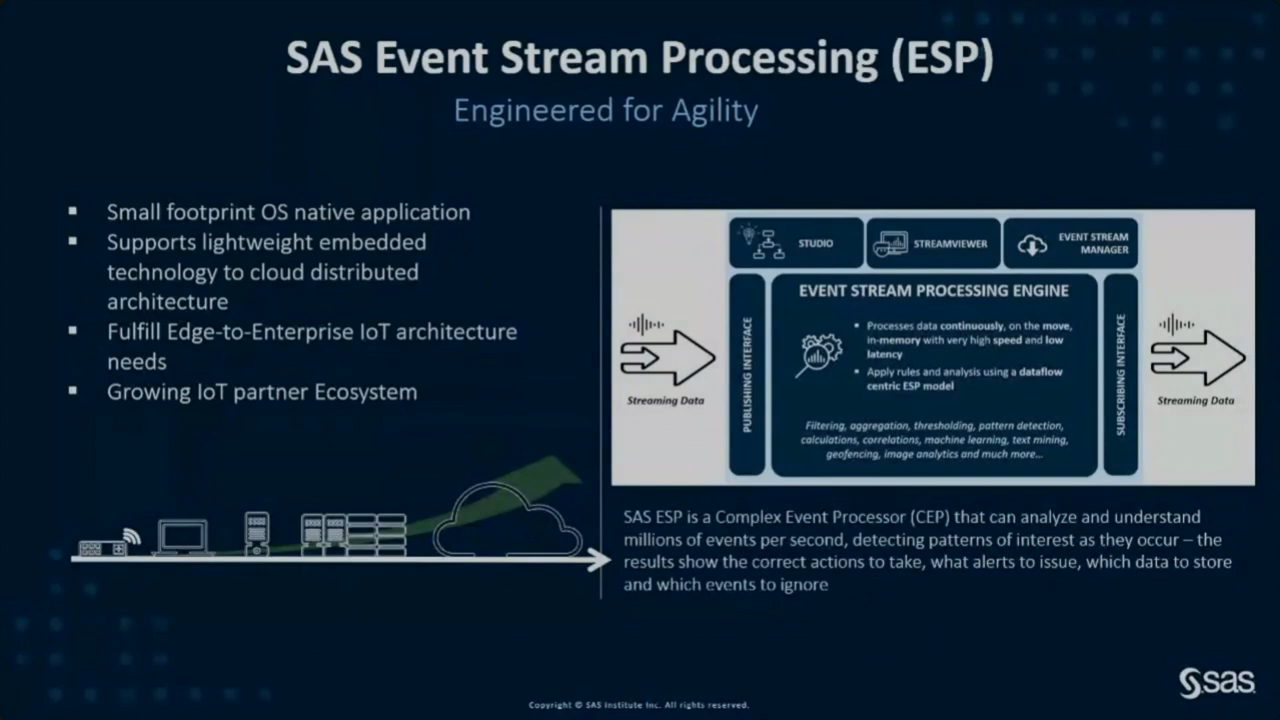 SAS Event Stream Processing (ESP)
Engineered for Agility
Small footprint OS native application
Supports lightweight embedded
technology to cloud distributed
architecture
Fulfill Edge-to-Enterprise IoT architecture
needs
Growing IoT partner Ecosystem
STUDIO
STREAMVIEWER
EVENT STREAM
MANAGER
Streaming Data
PUBLISHING INTERFACE
EVENT STREAM PROCESSING ENGINE
Processes data continuously, on the move,
in-memory with very high speed and low
latency
Apply rules and analysis using a dataflow
centric ESP model
Filtering, aggregation, thresholding, pattern detection,
calculations, correlations, machine learning, text mining,
geofencing, image analytics and much more...
SUBSCRIBING INTERFACE
Streaming Data
SAS ESP is a Complex Event Processor (CEP) that can analyze and understand
millions of events per second, detecting patterns of interest as they occur – the
results show the correct actions to take, what alerts to issue, which data to store
and which events to ignore
sas
Copyright © SAS Institute Inc. All rights reserved.